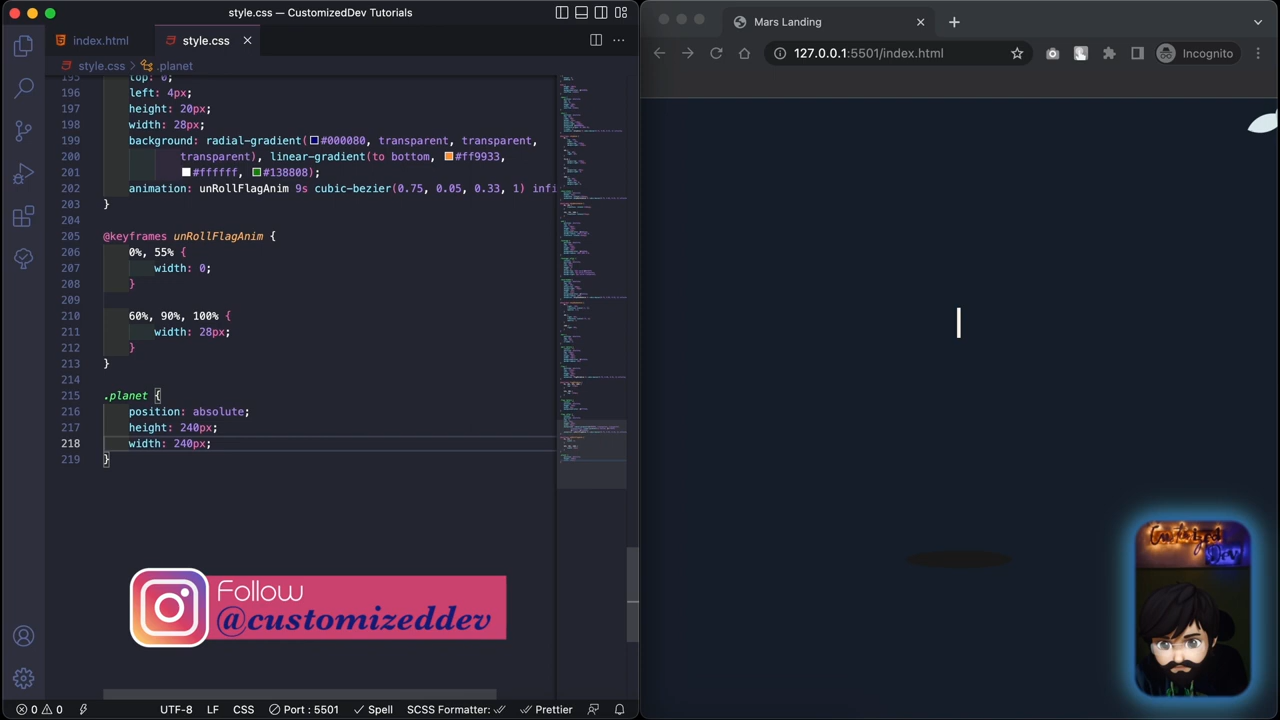 style.css — CustomizedDev Tutorials
index.html
style.css
style.css > .planet
195 top: 0;
196 left: 4px;
197 height: 20px;
198 width: 28px;
199 background: radial-gradient(#000080, transparent, transparent,
200 transparent), linear-gradient(to bottom, #ff9933,
201 #ffffff, #138808);
202 animation: unRollFlagAnim 9s cubic-bezier(0.75, 0.05, 0.33, 1) infi
203 }
204
205 @keyframes unRollFlagAnim {
206 0%, 55% {
207 width: 0;
208 }
209
210 60%, 90%, 100% {
211 width: 28px;
212 }
213 }
214
215 .planet {
216 position: absolute;
217 height: 240px;
218 width: 240px;
219 }
Follow
@customizeddev
0 0
UTF-8 LF CSS Port : 5501 Spell SCSS Formatter: Prettier
Mars Landing
127.0.0.1:5501/index.html
Incognito
Customized
Dev